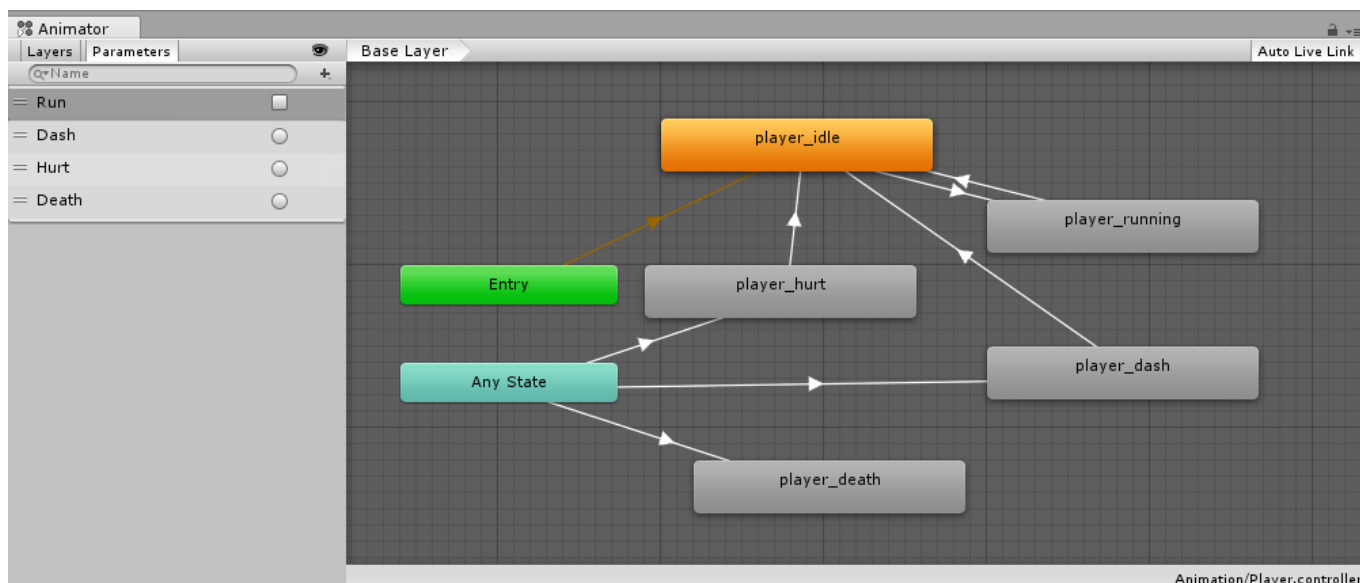 Animator
Layers Parameters
Name
Run
Dash
Hurt
Death
Base Layer
Auto Live Link
player_idle
player_running
Entry
player_hurt
Any State
player_dash
player_death
Animation/Player.controller